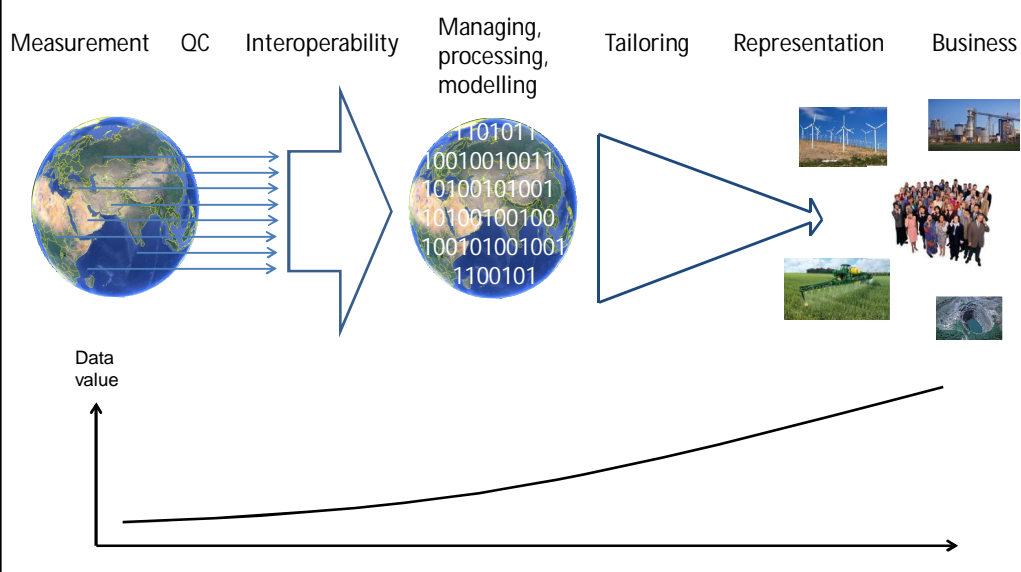 Measurement QC Interoperability Managing,
processing,
modelling Tailoring Representation Business
1101011
10010010011
10100101001
10100100100
100101001001
1100101
Data
value